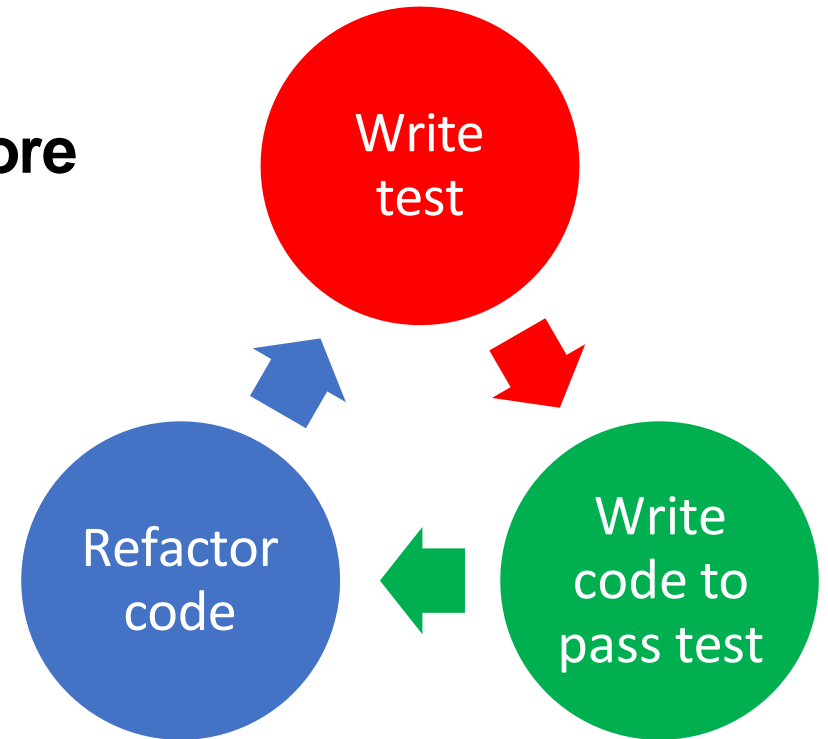 Write
test
ore
Write
code to
pass test
Refactor
code